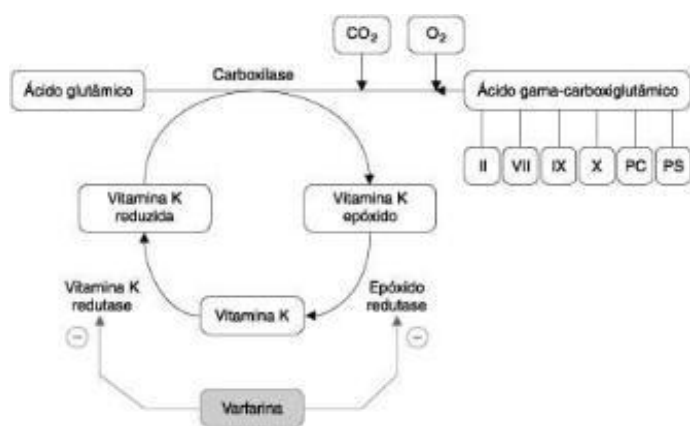 CO₂
O₂
Carboxilase
Ácido glutâmico
Ácido gama-carboxiglutâmico
II
VII
IX
X
PC
PS
Vitamina K
reduzida
Vitamina K
epóxido
Vitamina K
redutase
Vitamina K
Epóxido
redutase
−
−
Varfarina